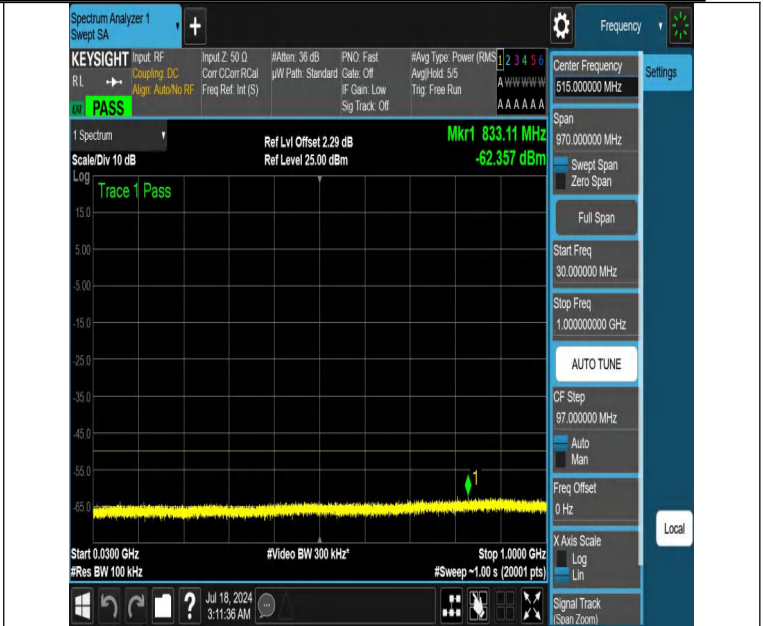 Spectrum Analyzer 1
Swept SA
+
Frequency
KEYSIGHT
RL
LXI
PASS
Input: RF
Coupling: DC
Align: Auto/No RF
Input Z: 50 Ω
Corr CCorr RCal
Freq Ref: Int (S)
#Atten: 36 dB
µW Path: Standard
PNO: Fast
Gate: Off
IF Gain: Low
Sig Track: Off
#Avg Type: Power (RMS
Avg|Hold: 5/5
Trig: Free Run
1 2 3 4 5 6
A W W W W W
A A A A A A
1 Spectrum
Scale/Div 10 dB
Ref Lvl Offset 2.29 dB
Ref Level 25.00 dBm
Mkr1 833.11 MHz
-62.357 dBm
Log
Trace 1 Pass
15.0
5.00
-5.00
-15.0
-25.0
-35.0
-45.0
-55.0
-65.0
1
Start 0.0300 GHz
#Res BW 100 kHz
#Video BW 300 kHz*
Stop 1.0000 GHz
#Sweep ~1.00 s (20001 pts)
Center Frequency
515.000000 MHz
Settings
Span
970.000000 MHz
Swept Span
Zero Span
Full Span
Start Freq
30.000000 MHz
Stop Freq
1.000000000 GHz
AUTO TUNE
CF Step
97.000000 MHz
Auto
Man
Freq Offset
0 Hz
X Axis Scale
Log
Lin
Local
Signal Track
(Span Zoom)
?
Jul 18, 2024
3:11:36 AM